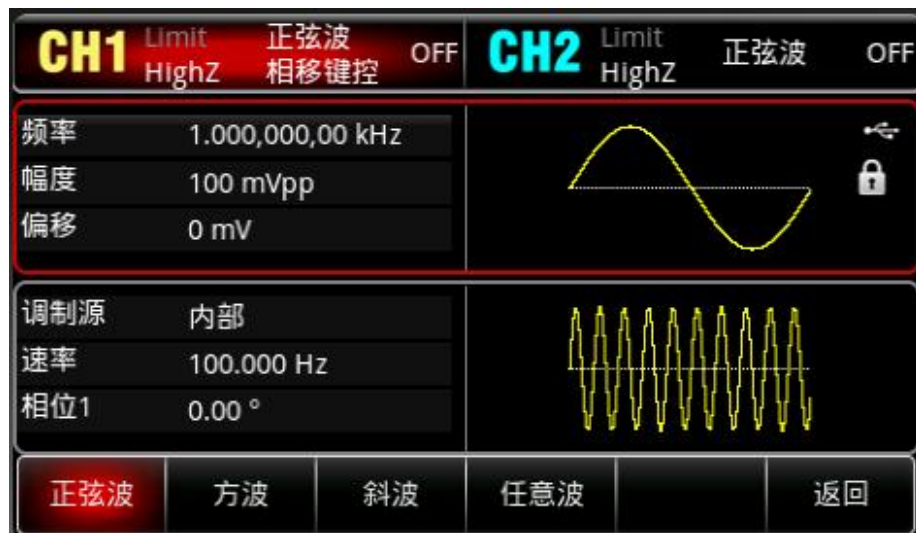 CH1 Limit 正弦波 OFF CH2 Limit 正弦波 OFF
HighZ 相移键控 HighZ
频率 1.000,000,00 kHz
幅度 100 mVpp
偏移 0 mV
调制源 内部
速率 100.000 Hz
相位1 0.00 °
正弦波 方波 斜波 任意波 返回